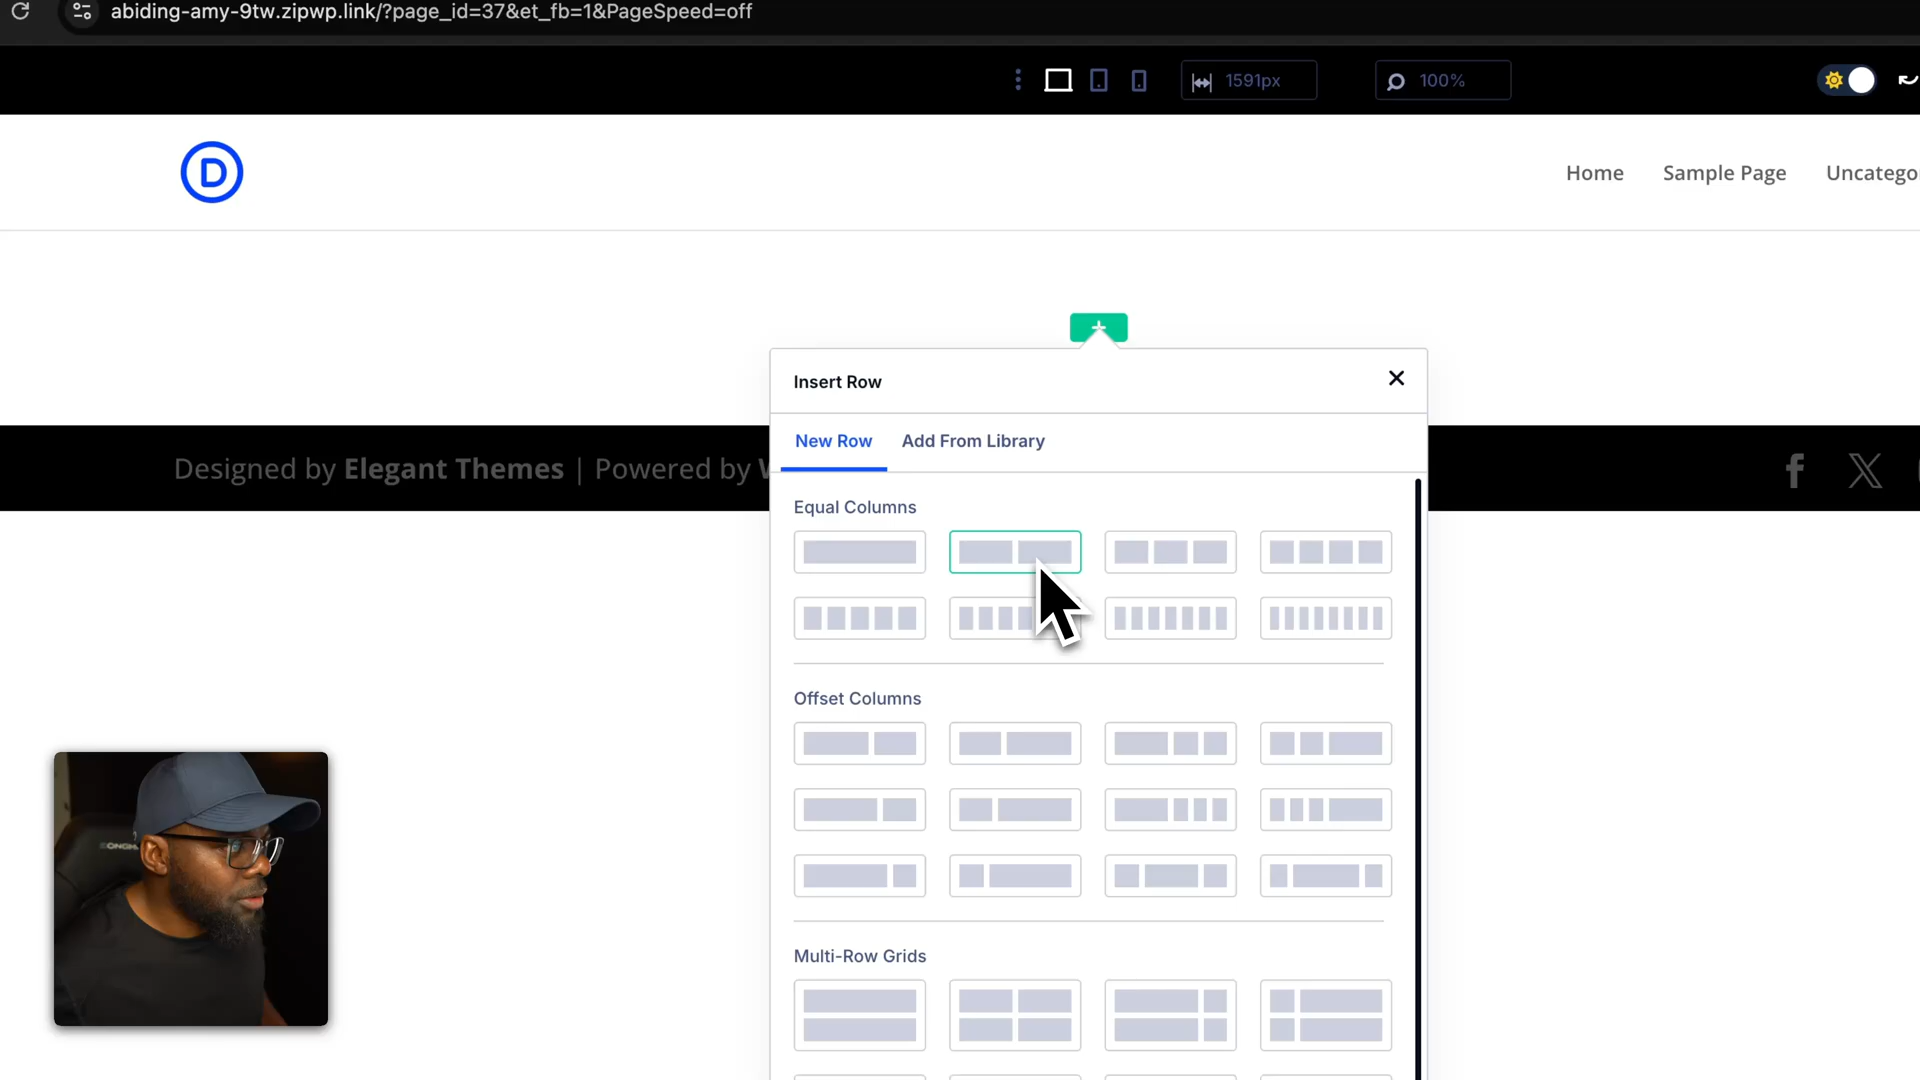 abiding-amy-9tw.zipwp.link/?page_id=37&et_fb=1&PageSpeed=off
1591px
100%
D
Home
Sample Page
Insert Row
Designed by Elegant Themes | Powered by
New Row
Add From Library
Equal Columns
Offset Columns
Multi-Row Grids